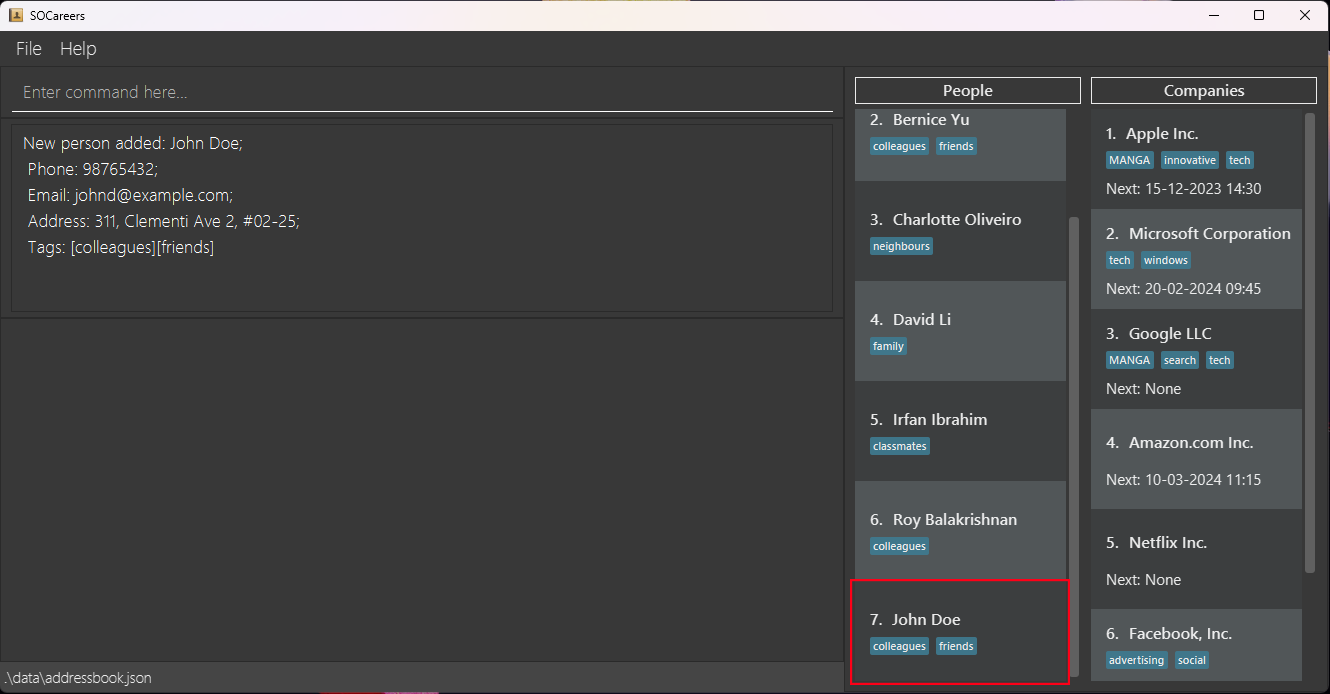 SOCareers
File Help
Enter command here...
New person added: John Doe;
Phone: 98765432;
Email: johnd@example.com;
Address: 311, Clementi Ave 2, #02-25;
Tags: [colleagues][friends]
People
2. Bernice Yu
colleagues friends
3. Charlotte Oliveiro
neighbours
4. David Li
family
5. Irfan Ibrahim
classmates
6. Roy Balakrishnan
colleagues
7. John Doe
colleagues friends
Companies
1. Apple Inc.
MANGA innovative tech
Next: 15-12-2023 14:30
2. Microsoft Corporation
tech windows
Next: 20-02-2024 09:45
3. Google LLC
MANGA search tech
Next: None
4. Amazon.com Inc.
Next: 10-03-2024 11:15
5. Netflix Inc.
Next: None
6. Facebook, Inc.
advertising social
.\data\addressbook.json